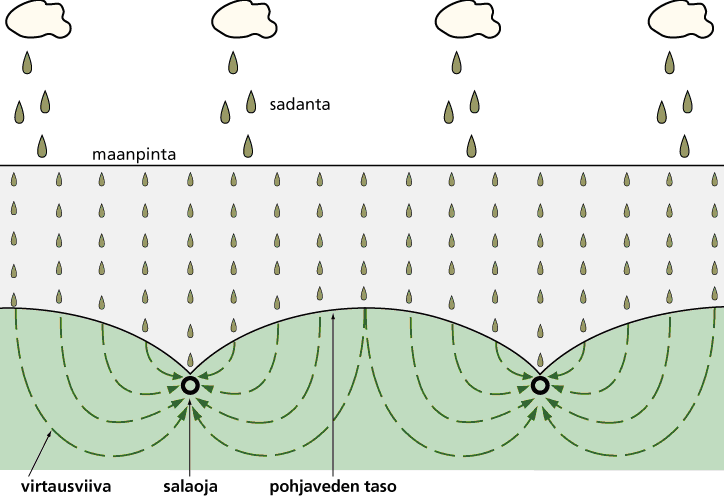 sadanta
maanpinta
virtausviiva
salaoja
pohjaveden taso